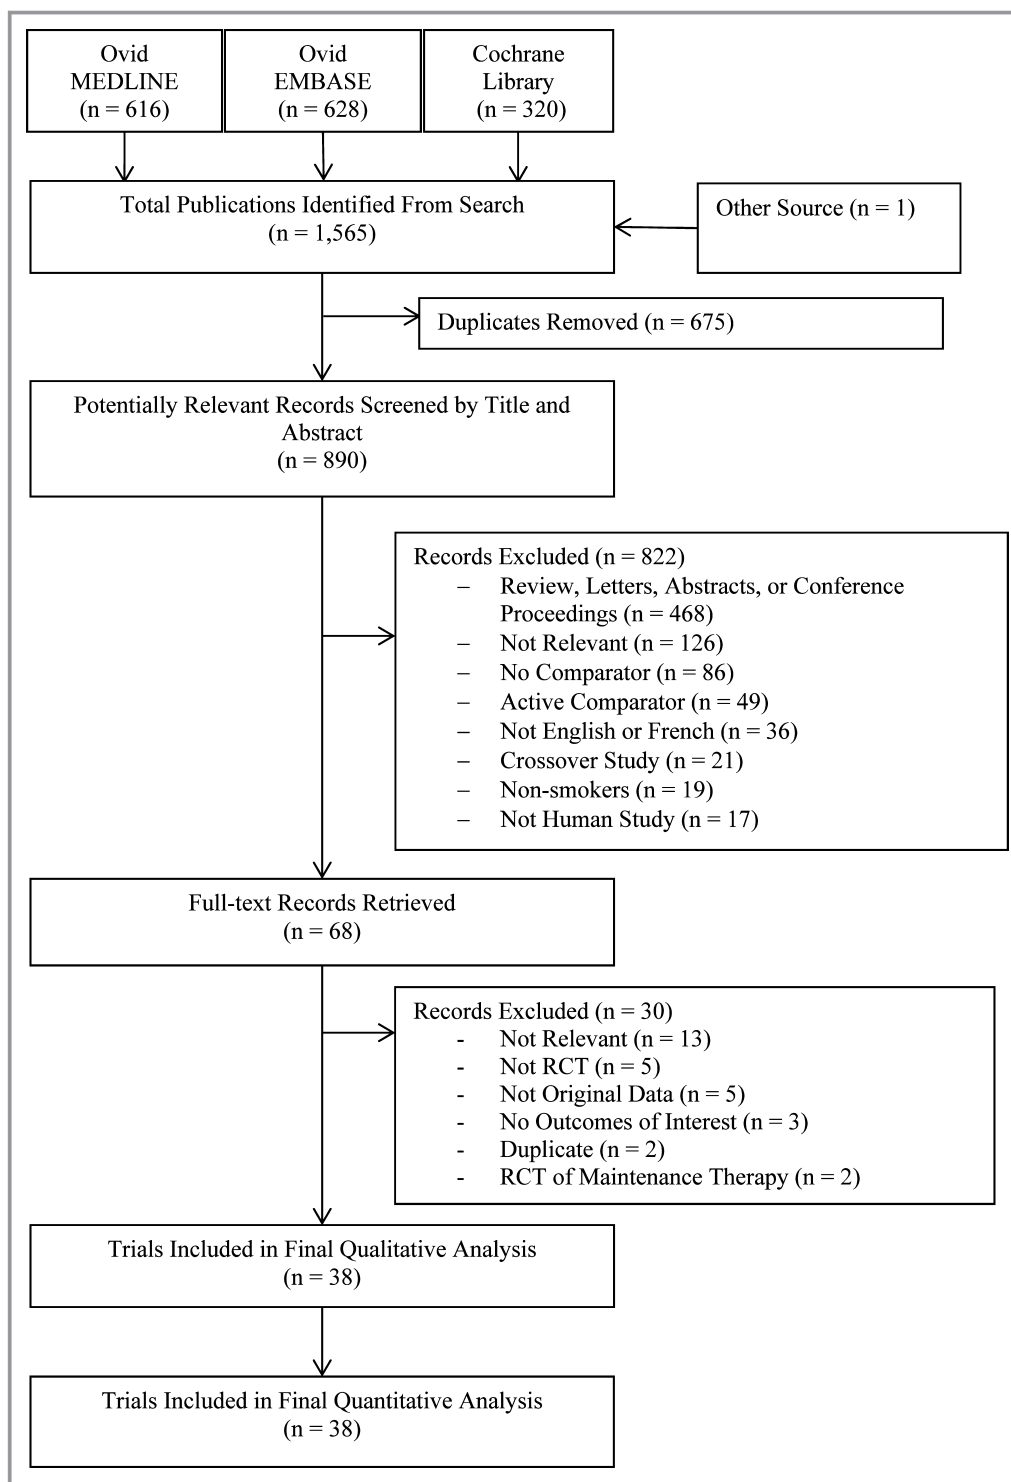 Ovid
MEDLINE
(n = 616)
Ovid
EMBASE
(n = 628)
Cochrane
Library
(n = 320)
Total Publications Identified From Search
(n = 1,565)
Other Source (n = 1)
Duplicates Removed (n = 675)
Potentially Relevant Records Screened by Title and
Abstract
(n = 890)
Records Excluded (n = 822)
– Review, Letters, Abstracts, or Conference
Proceedings (n = 468)
– Not Relevant (n = 126)
– No Comparator (n = 86)
– Active Comparator (n = 49)
– Not English or French (n = 36)
– Crossover Study (n = 21)
– Non-smokers (n = 19)
– Not Human Study (n = 17)
Full-text Records Retrieved
(n = 68)
Records Excluded (n = 30)
- Not Relevant (n = 13)
- Not RCT (n = 5)
- Not Original Data (n = 5)
- No Outcomes of Interest (n = 3)
- Duplicate (n = 2)
- RCT of Maintenance Therapy (n = 2)
Trials Included in Final Qualitative Analysis
(n = 38)
Trials Included in Final Quantitative Analysis
(n = 38)